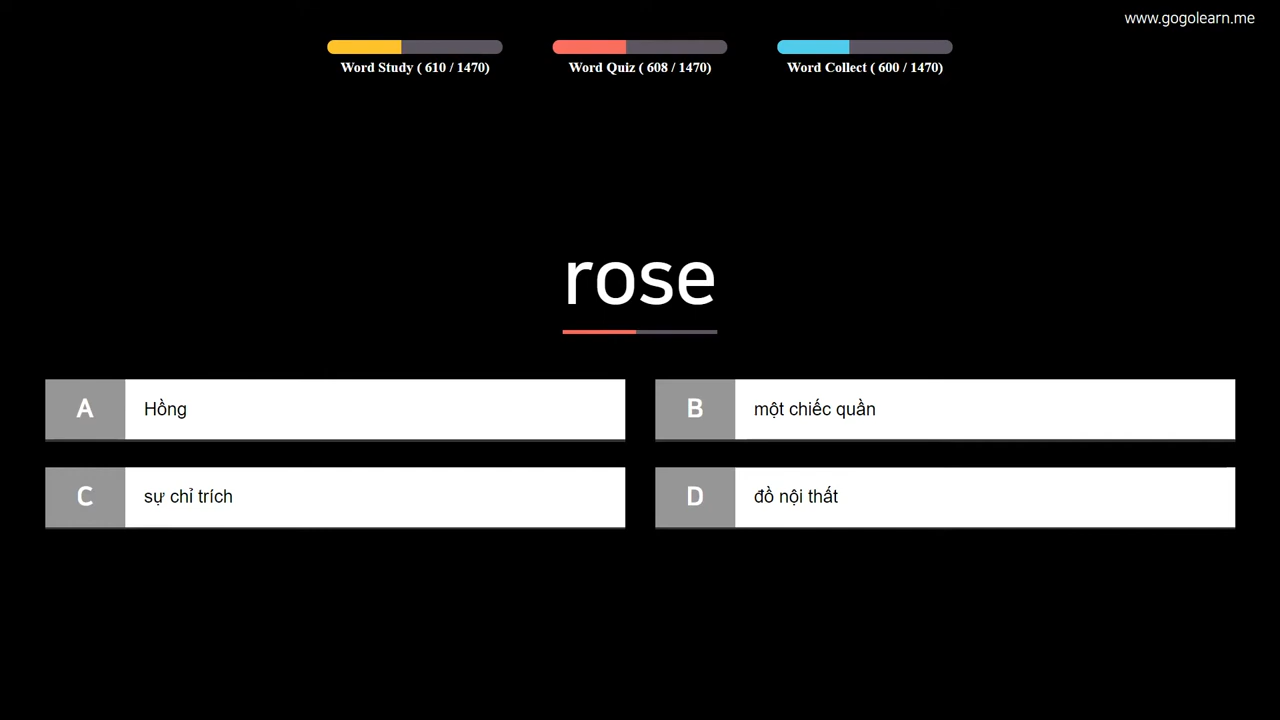 www.gogolearn.me
Word Study ( 610 / 1470)
Word Quiz ( 608 / 1470)
Word Collect ( 600 / 1470)
rose
A Hồng
B một chiếc quần
C sự chỉ trích
D đồ nội thất